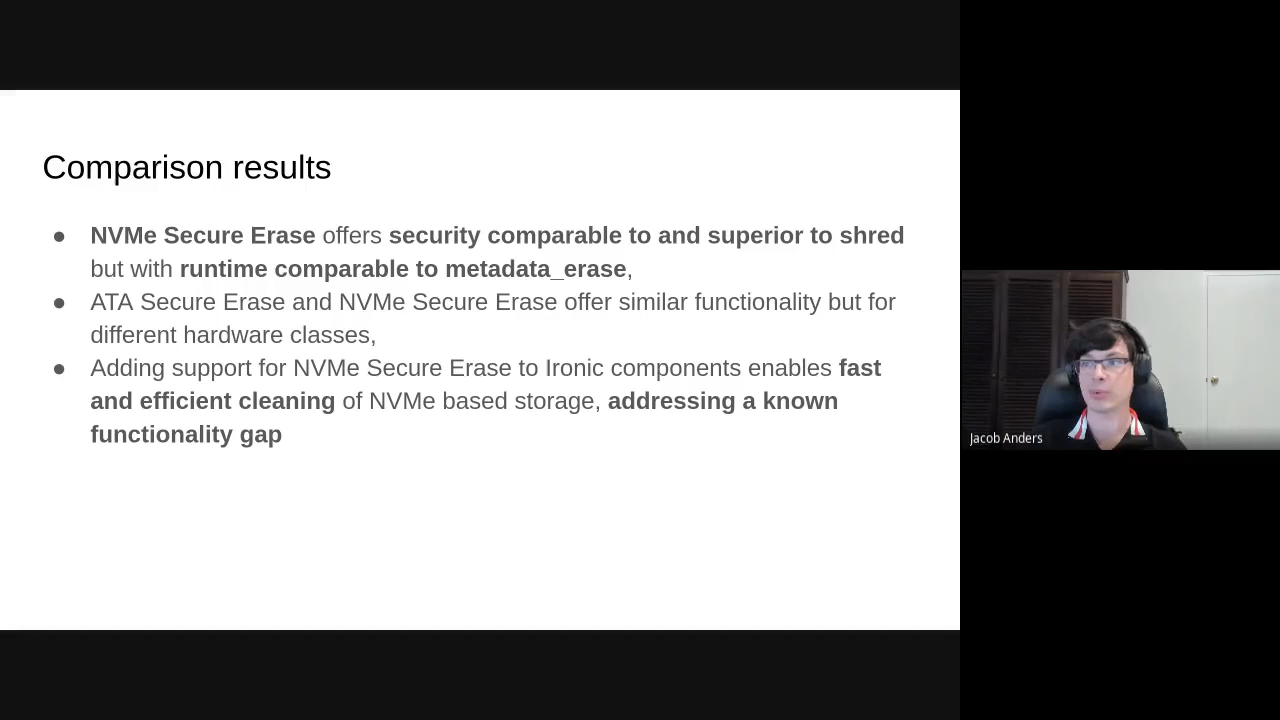 Comparison results
● NVMe Secure Erase offers security comparable to and superior to shred
but with runtime comparable to metadata_erase,
● ATA Secure Erase and NVMe Secure Erase offer similar functionality but for
different hardware classes,
● Adding support for NVMe Secure Erase to Ironic components enables fast
and efficient cleaning of NVMe based storage, addressing a known
functionality gap
Jacob Anders